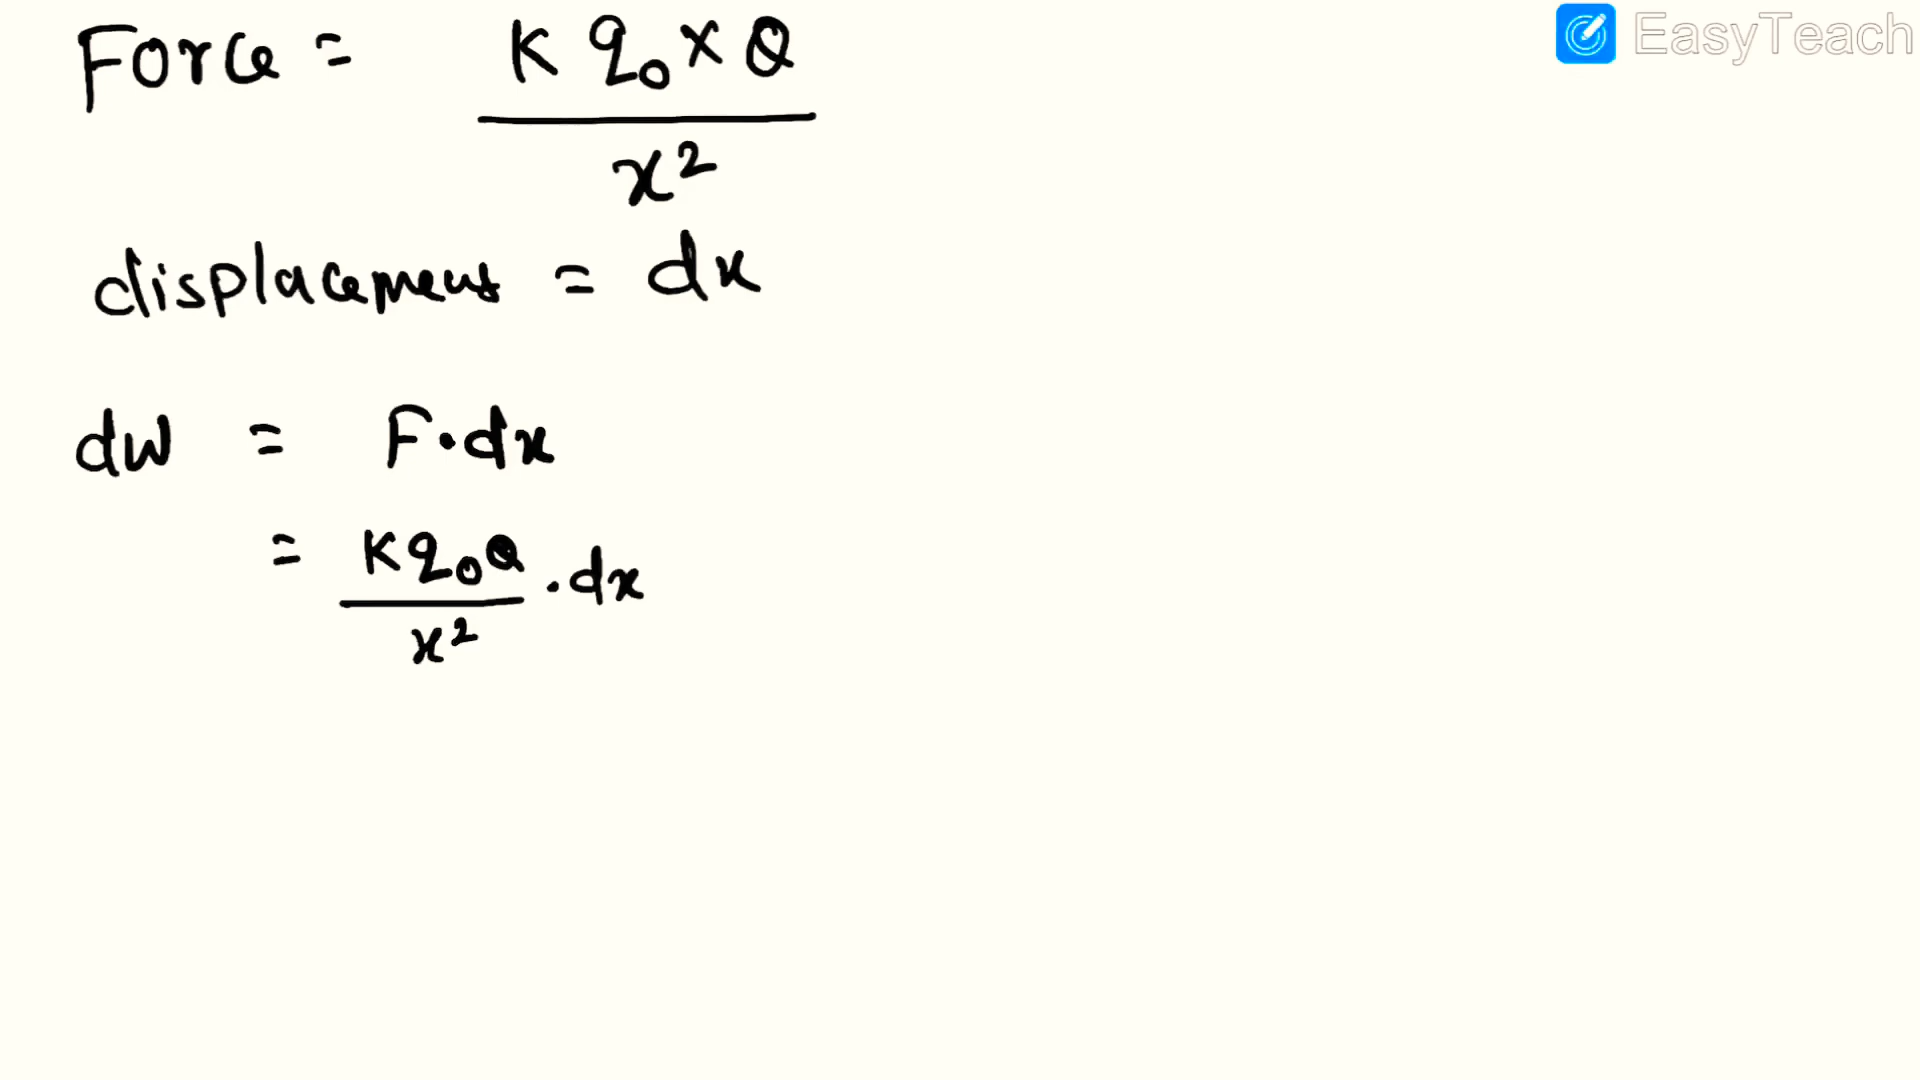 Force = K q₀ × Q
EasyTeach
x²
displacement = dx
dW = F·dx
= K q₀ Q · dx
x²